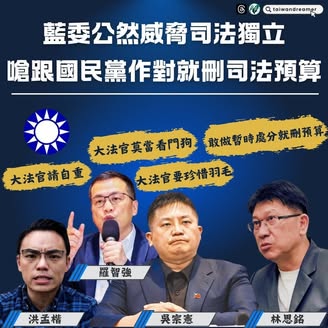 taiwandreamer
藍委公然威脅司法獨立
嗆跟國民黨作對就刪司法預算
大法官莫當看門狗
敢做暫時處分就刪預算
大法官請自重
大法官要珍惜羽毛
羅智強
洪孟楷
吳宗憲
林思銘